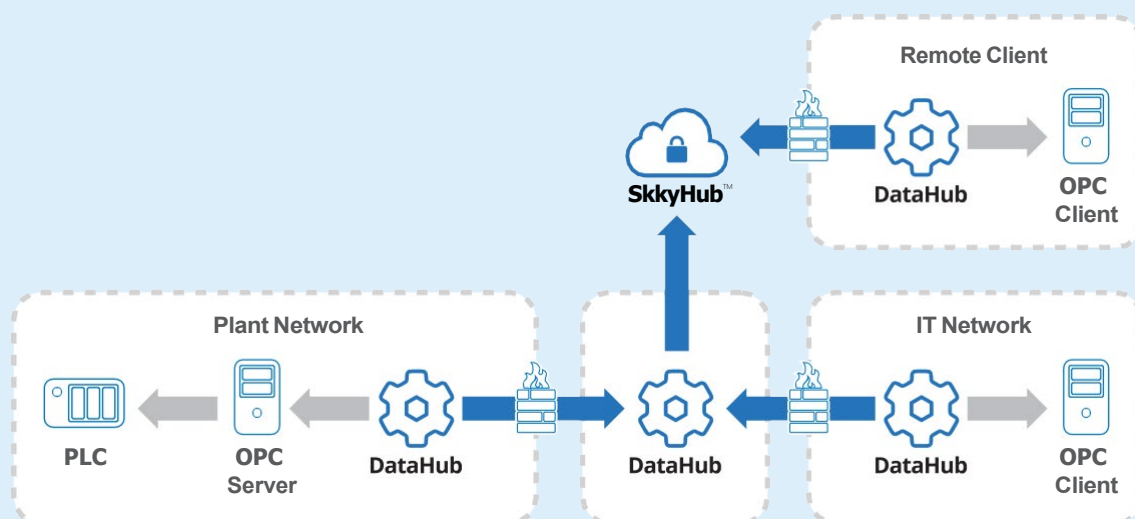 Remote Client
SkkyHub™
DataHub
OPC
Client
Plant Network
IT Network
PLC
OPC
Server
DataHub
DataHub
DataHub
OPC
Client